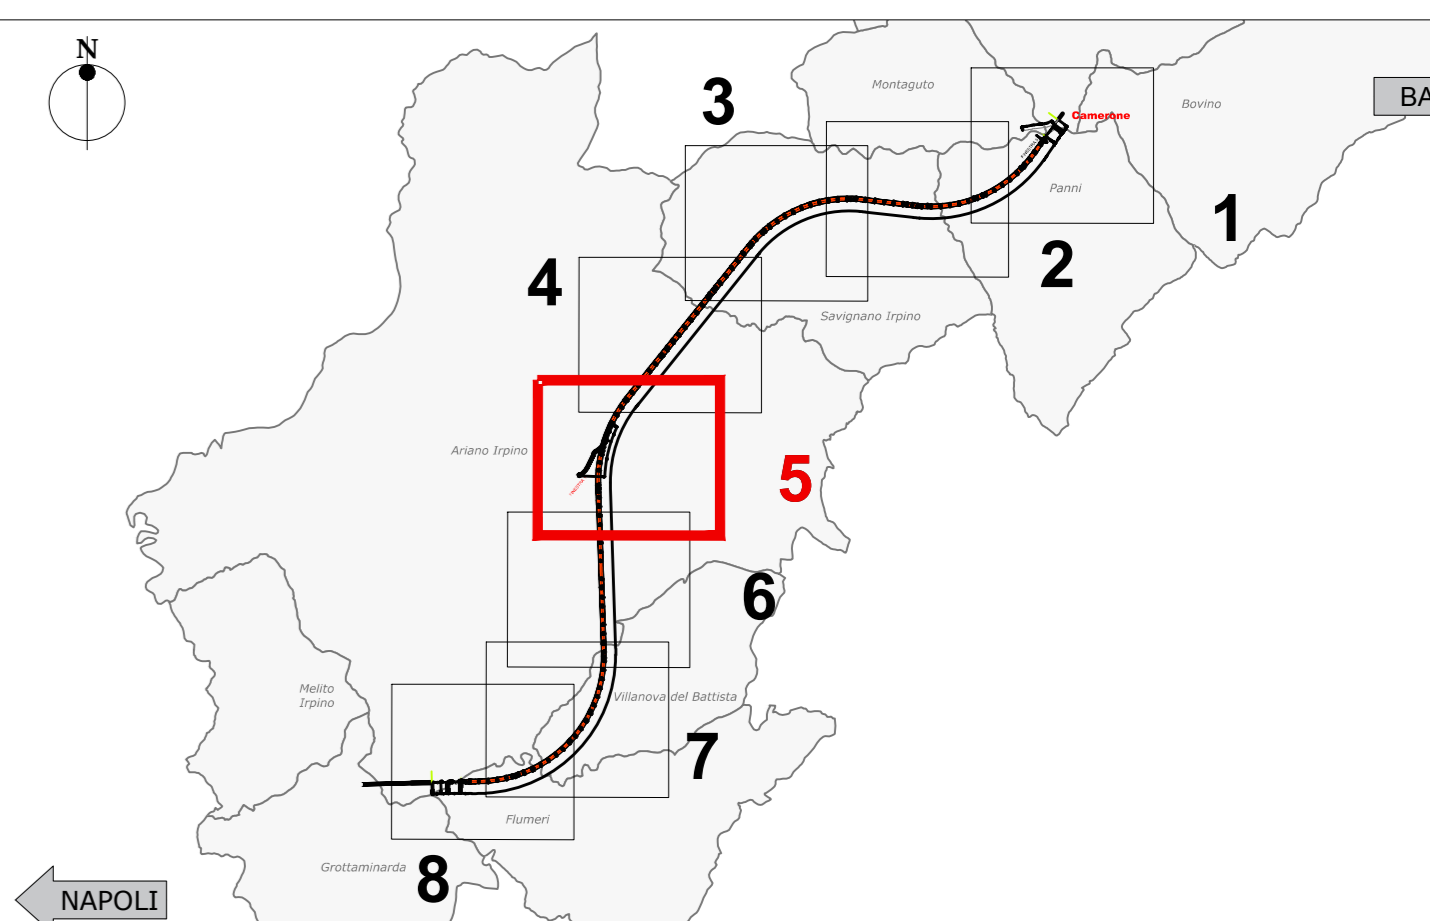 N
3
Montaguto
Bovino
BA
Camerone
Panni
1
2
4
Savignano Irpino
Ariano Irpino
5
6
Melito
Irpino
Villanova del Battista
7
Flumeri
Grottaminarda
8
NAPOLI